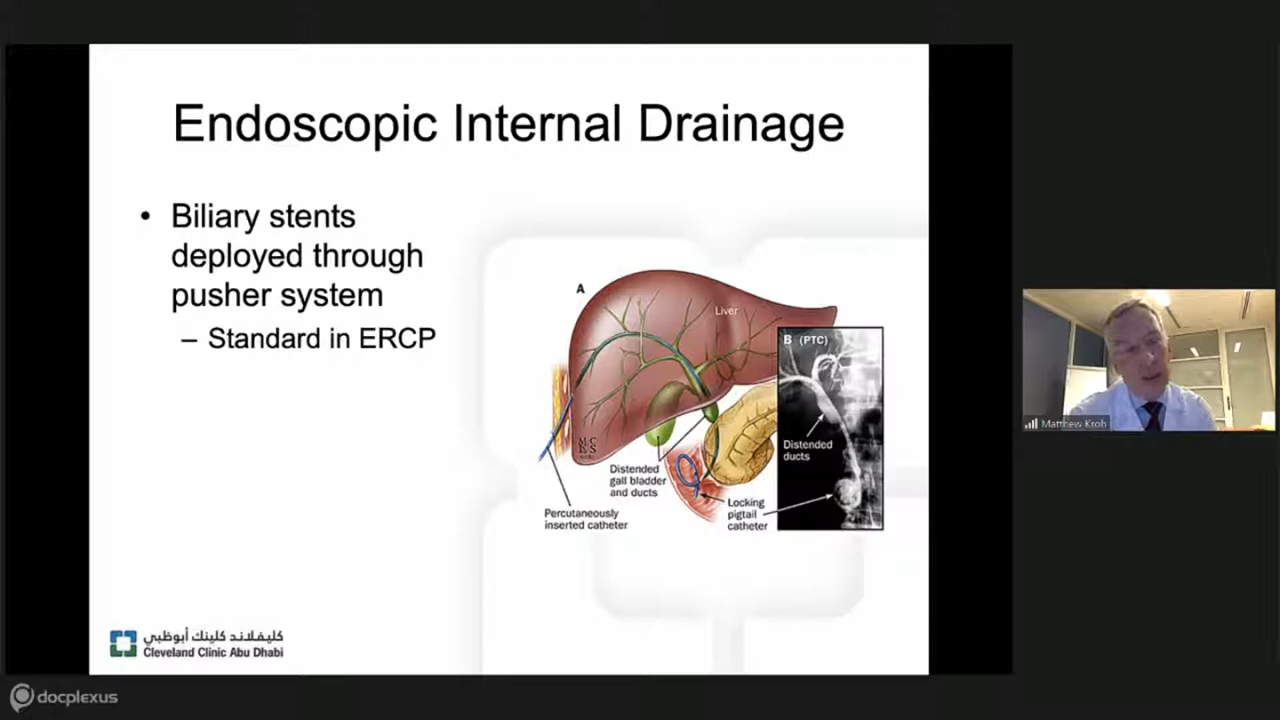 Endoscopic Internal Drainage
• Biliary stents
deployed through
pusher system
– Standard in ERCP
A
Liver
B (PTC)
Distended
ducts
Distended
gall bladder
and ducts
Locking
pigtail
catheter
Percutaneously
inserted catheter
كليفلاند كلينك أبوظبي
Cleveland Clinic Abu Dhabi
Matthew Kroh
docplexus